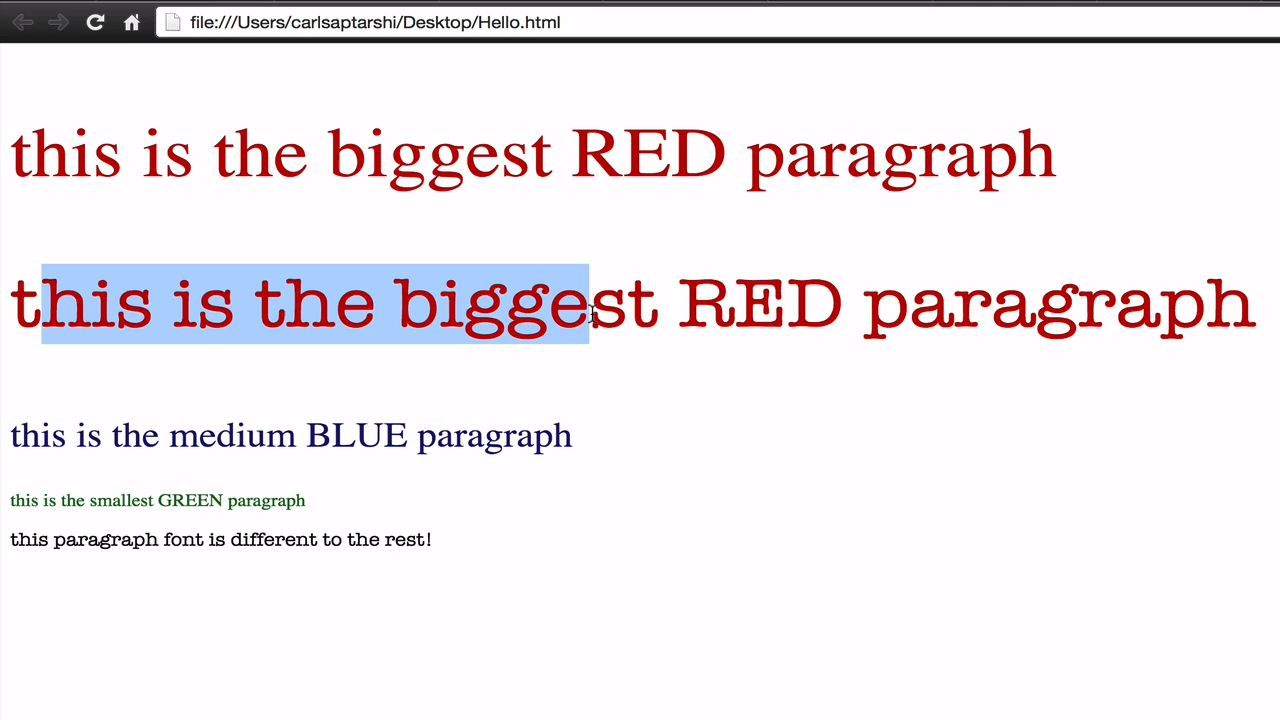 file:///Users/carlsaptarshi/Desktop/Hello.html
this is the biggest RED paragraph
this is the biggest RED paragraph
this is the medium BLUE paragraph
this is the smallest GREEN paragraph
this paragraph font is different to the rest!